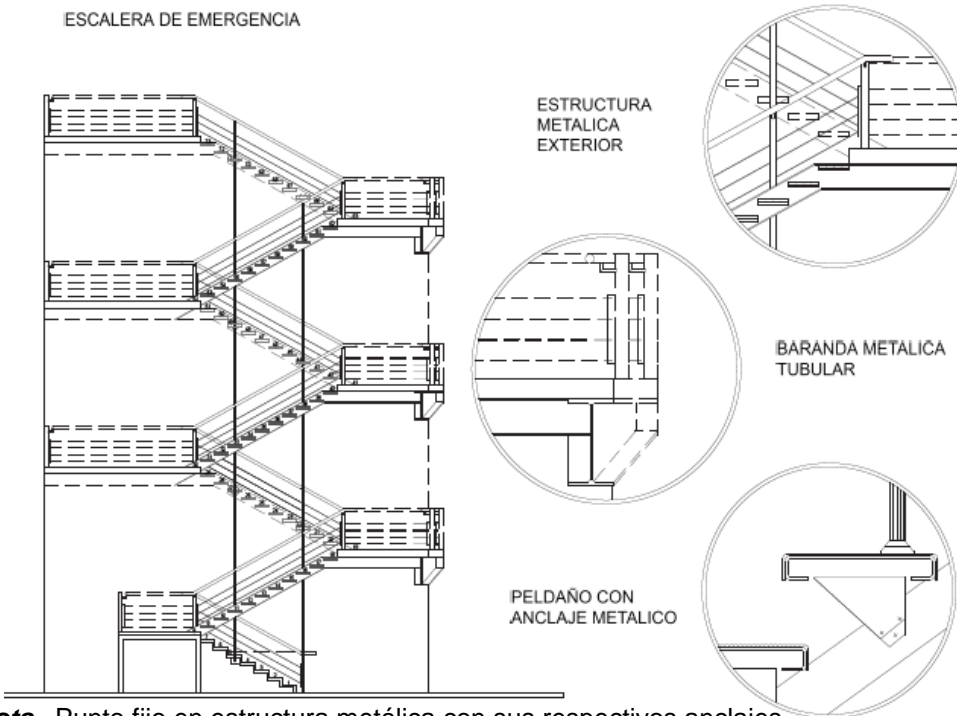 ESCALERA DE EMERGENCIA
ESTRUCTURA
METALICA
EXTERIOR
BARANDA METALICA
TUBULAR
PELDAÑO CON
ANCLAJE METALICO
Punto fijo en estructura metálica con sus respectivos anclajes